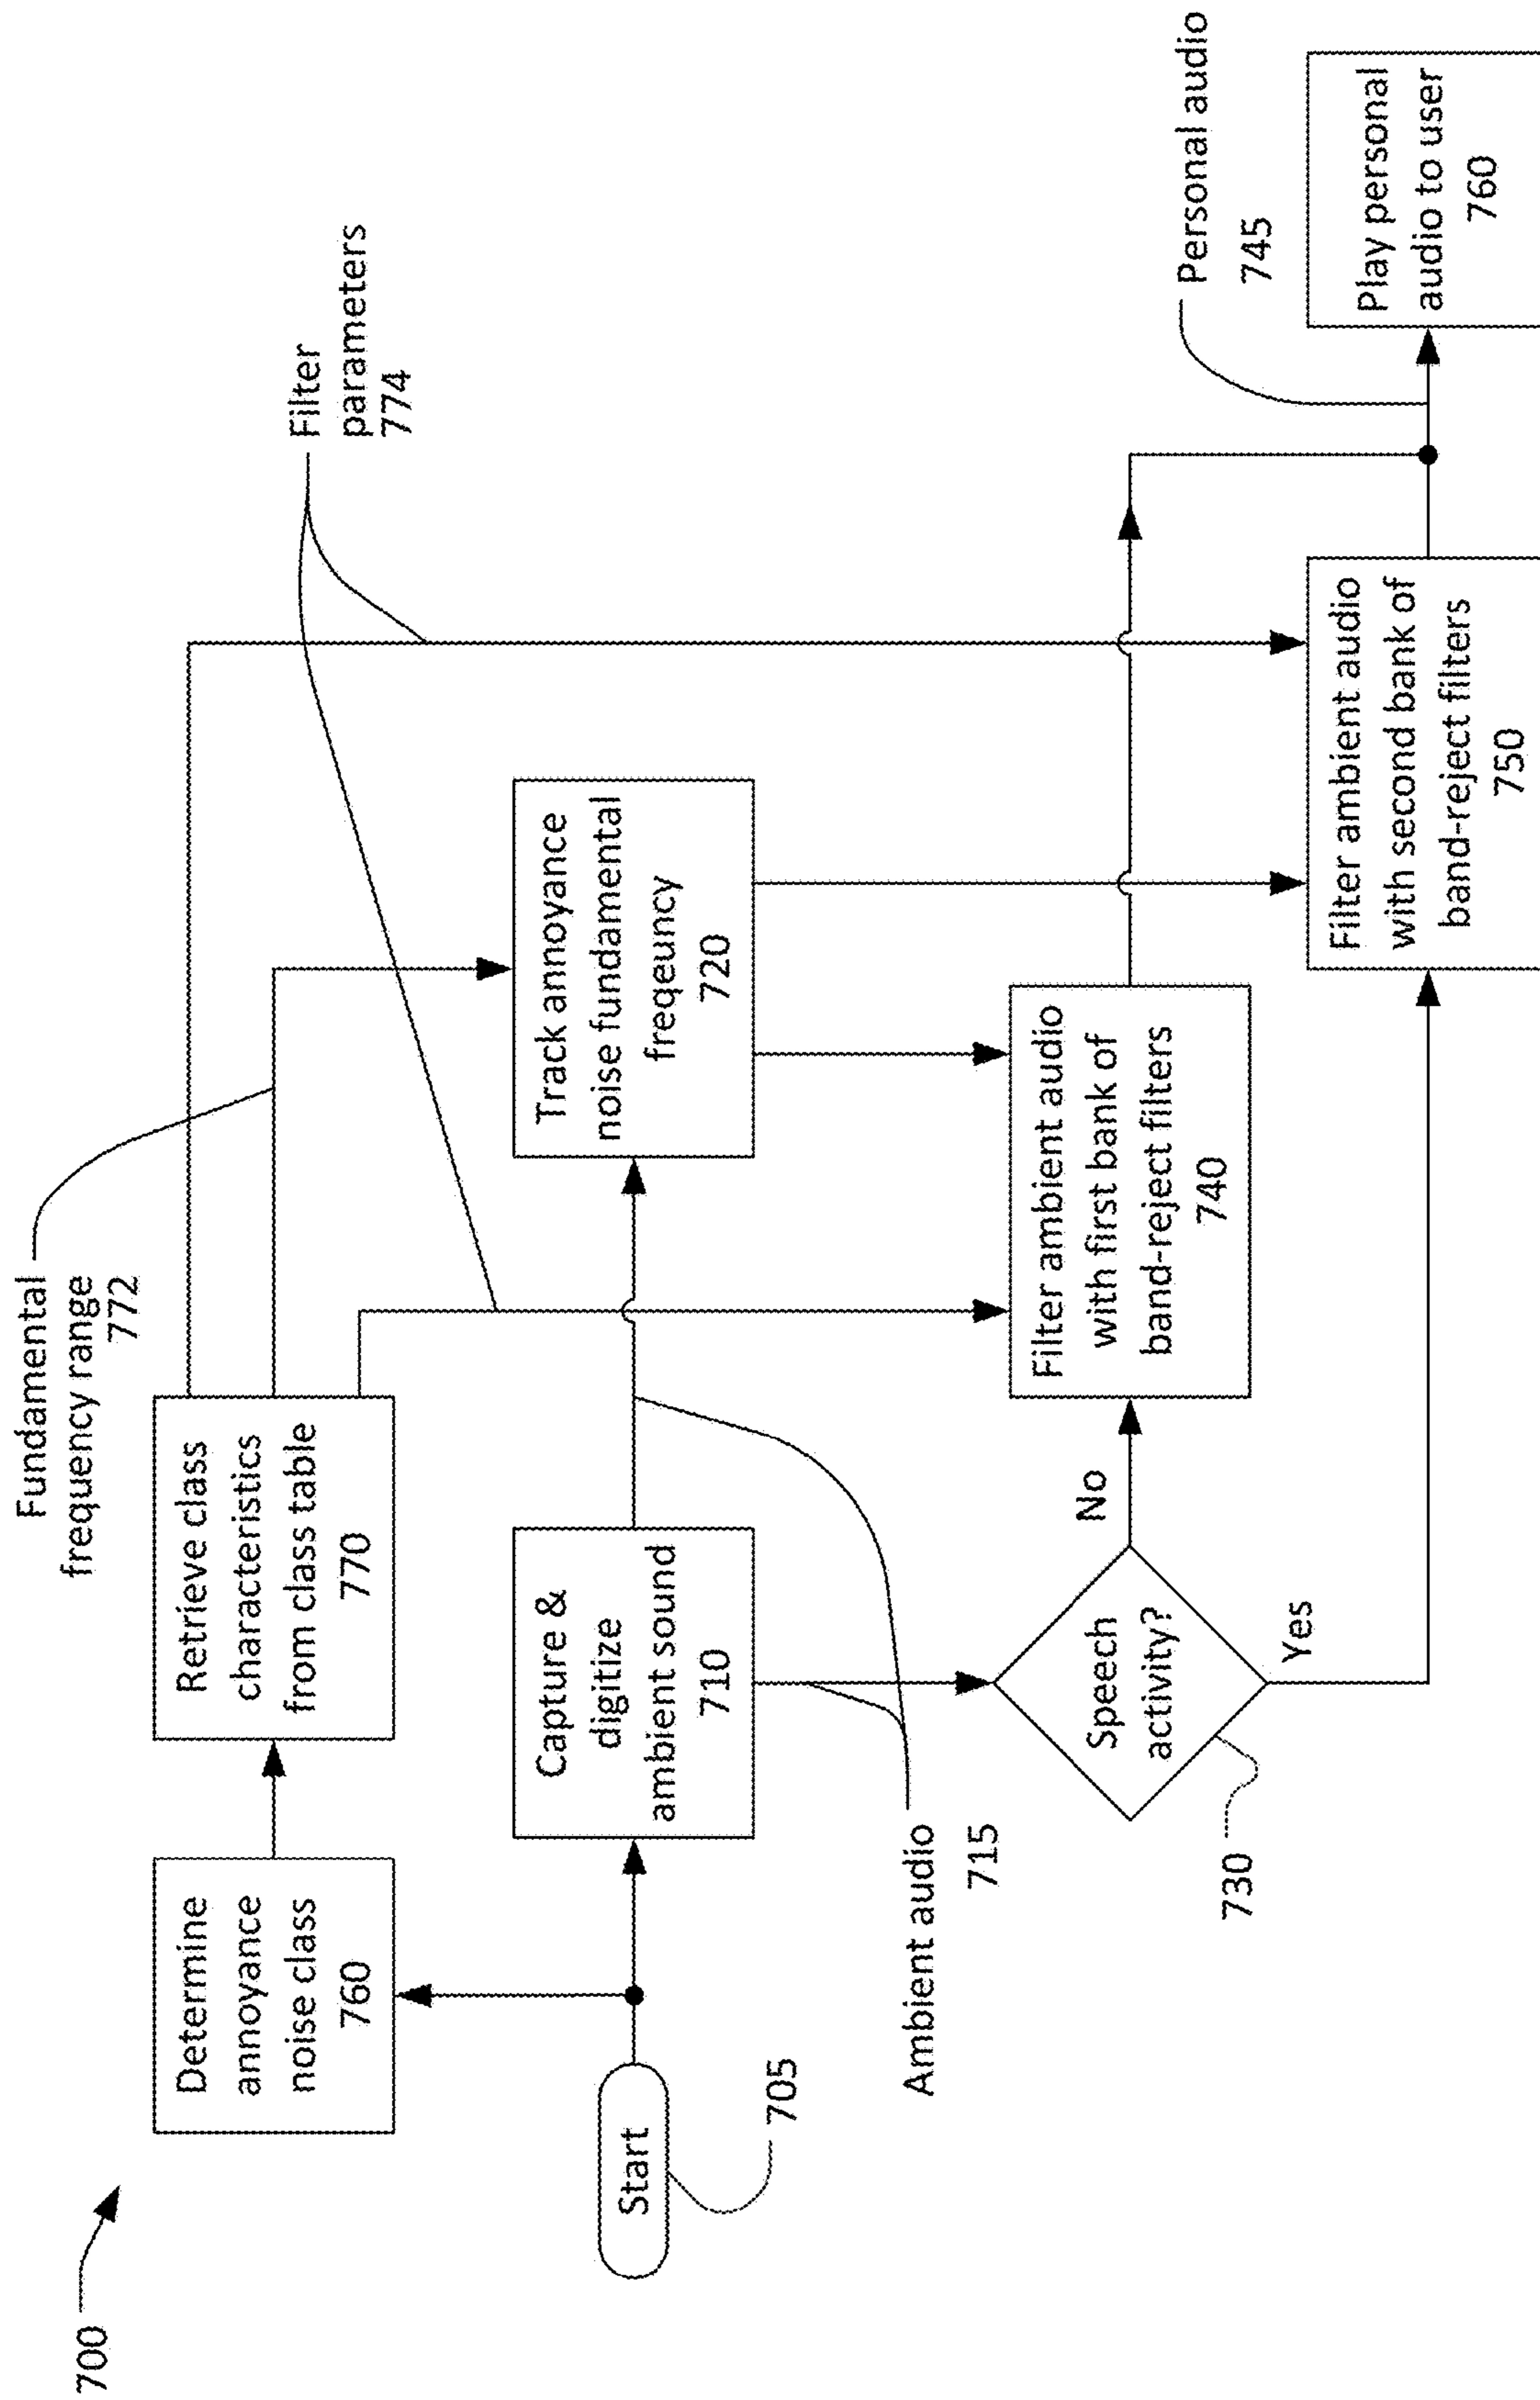 700
Fundamental
frequency range
772
Filter
parameters
774
Determine
annoyance
noise class
760
Retrieve class
characteristics
from class table
770
Start
705
Capture &
digitize
ambient sound
710
Track annoyance
noise fundamental
freqeuncy
720
Ambient audio
715
Speech
activity?
730
No
Yes
Filter ambient audio
with first bank of
band-reject filters
740
Filter ambient audio
with second bank of
band-reject filters
750
Personal audio
745
Play personal
audio to user
760